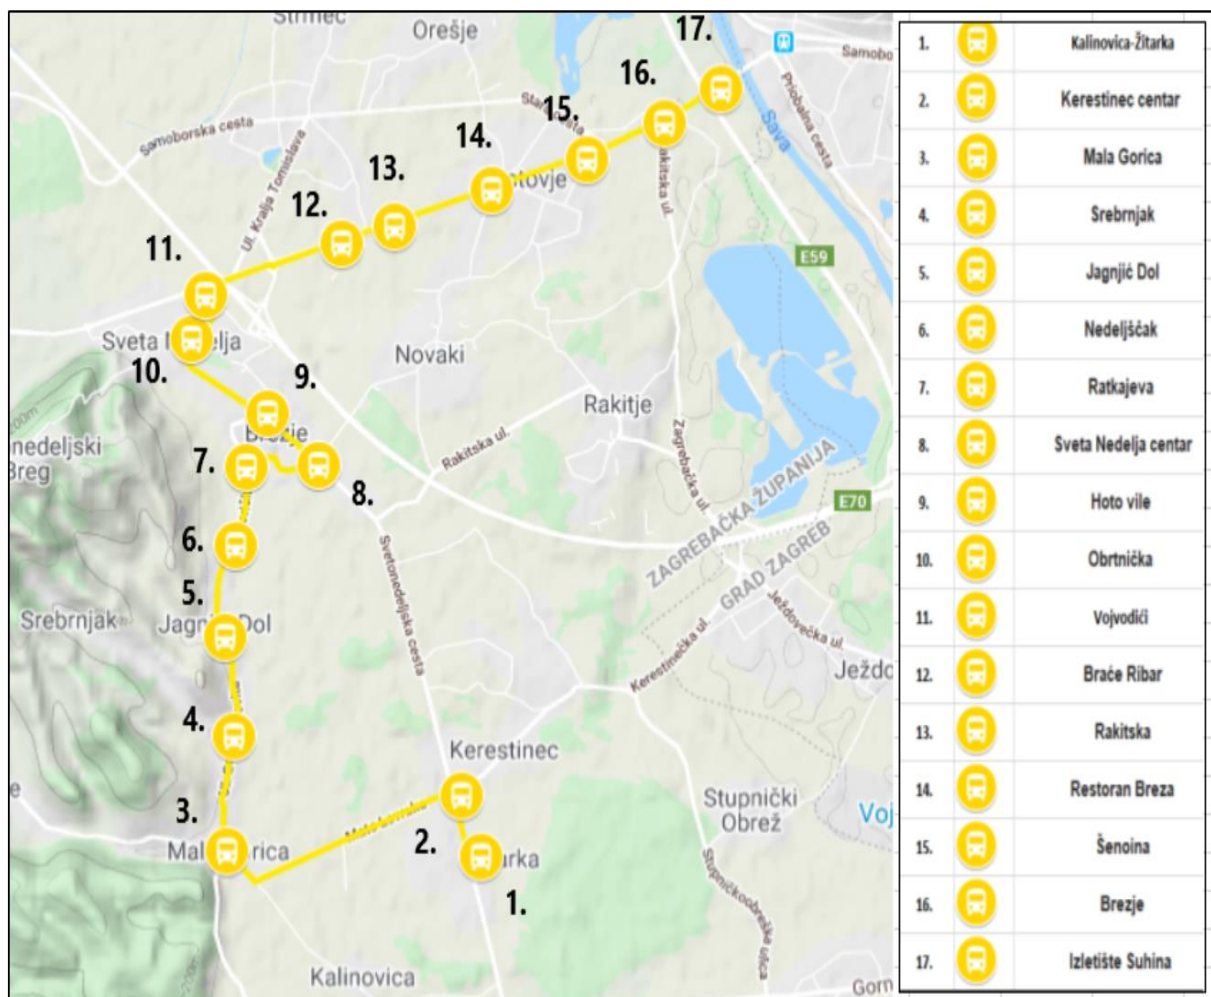 Strmec
Orešje
17.
Samobo
16.
Priobalna cesta
Samoborska cesta
15.
Sava
14.
Ul. Kralja Tomislava
13.
12.
11.
E59
Sveta
10.
Novaki
9.
Rakitje
Brezje
nedeljski
Breg
7.
Rakitska ul.
Zagrebačka ul.
8.
ZAGREBAČKA ŽUPANIJA
E70
6.
Svetonedeljska cesta
GRAD ZAGREB
5.
Srebrnjak
Jagnjić Dol
Ježdovečka ul.
Kerestinečka ul.
Ježdo
4.
Kerestinec
3.
Stupnički
Obrež
Voj
2.
1.
Stupničkoobreška ulica
Kalinovica
Gorn
200m
1. Kalinovica-Žitarka
2. Kerestinec centar
3. Mala Gorica
4. Srebrnjak
5. Jagnjić Dol
6. Nedeljščak
7. Ratkajeva
8. Sveta Nedelja centar
9. Hoto vile
10. Obrtnička
11. Vojvodići
12. Braće Ribar
13. Rakitska
14. Restoran Breza
15. Šenoina
16. Brezje
17. Izletište Suhina